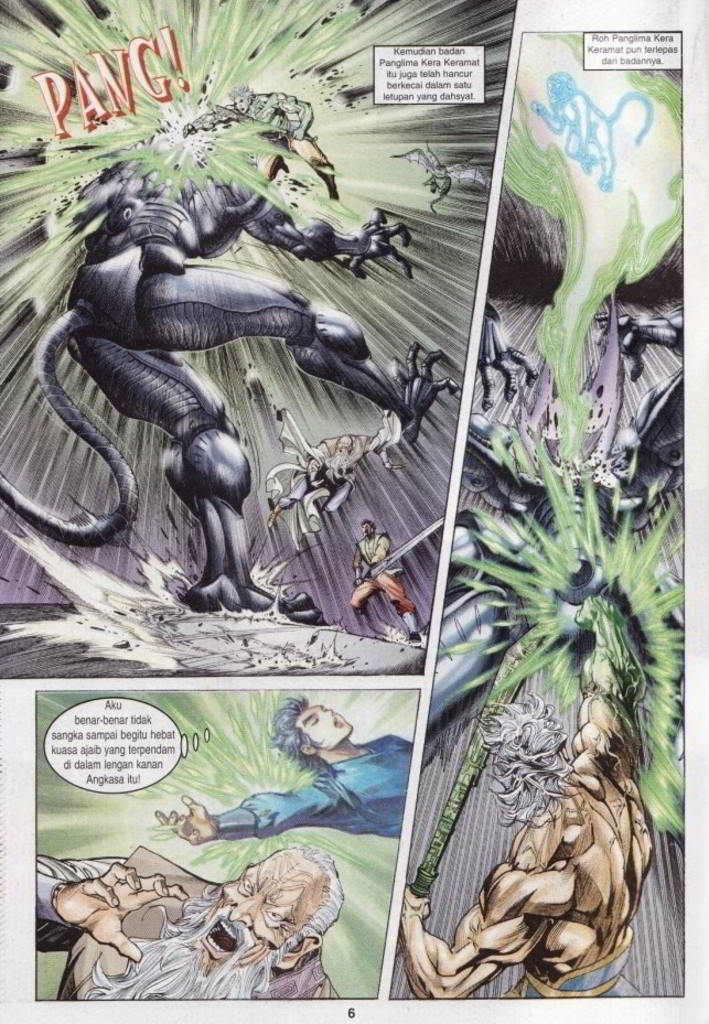 PANG!
Kemudian badan
Panglima Kera Keramat
itu juga telah hancur
berkecai dalam satu
letupan yang dahsyat.
Roh Panglima Kera
Keramat pun terlepas
dari badannya.
Aku
benar-benar tidak
sangka sampai begitu hebat
kuasa ajaib yang terpendam
di dalam lengan kanan
Angkasa itu!
6